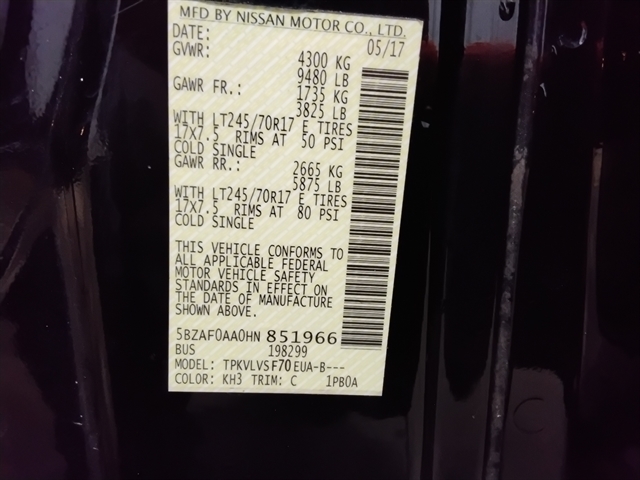 MFD BY NISSAN MOTOR CO., LTD.
DATE: 05/17
GVWR: 4300 KG
9480 LB
GAWR FR.: 1735 KG
3825 LB
WITH LT245/70R17 E TIRES
17X7.5 RIMS AT 50 PSI
COLD SINGLE
GAWR RR.: 2665 KG
5875 LB
WITH LT245/70R17 E TIRES
17X7.5 RIMS AT 80 PSI
COLD SINGLE
THIS VEHICLE CONFORMS TO
ALL APPLICABLE FEDERAL
MOTOR VEHICLE SAFETY
STANDARDS IN EFFECT ON
THE DATE OF MANUFACTURE
SHOWN ABOVE.
5BZAF0AA0HN 851966
BUS 198299
MODEL: TPKVLVSF70EUA-B---
COLOR: KH3 TRIM: C 1PB0A